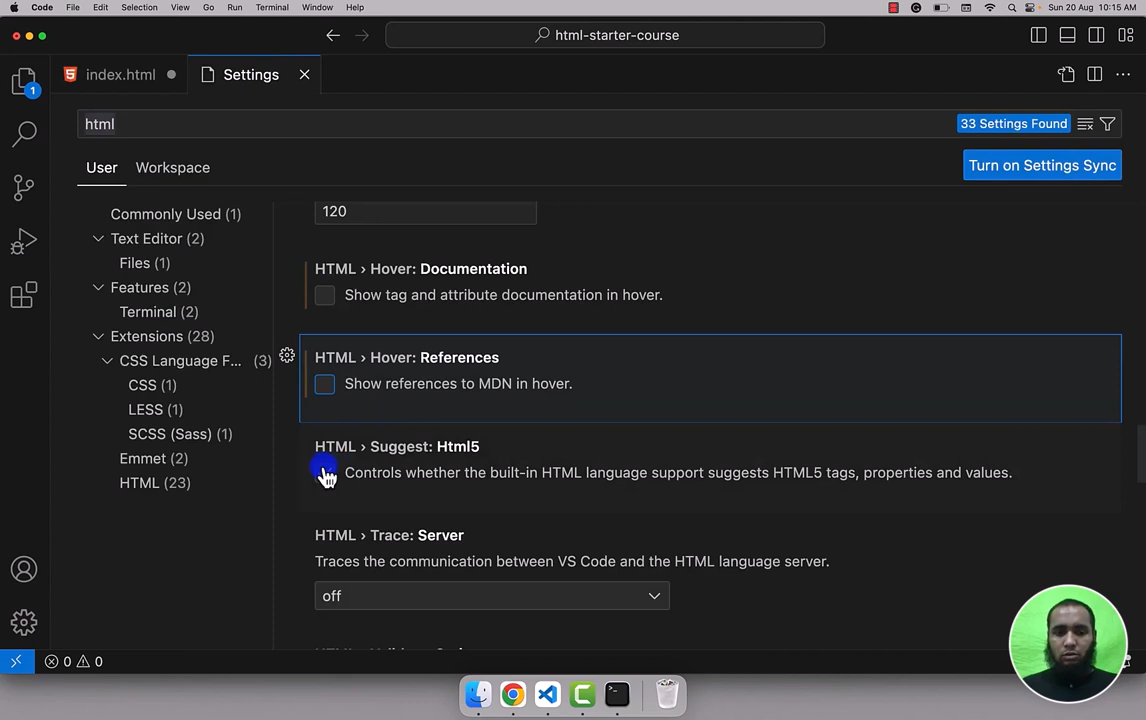 Code File Edit Selection View Go Run Terminal Window Help Sun 20 Aug 10:15 AM
html-starter-course
index.html Settings
1
html 33 Settings Found
User Workspace Turn on Settings Sync
Commonly Used (1)
Text Editor (2)
Files (1)
Features (2)
Terminal (2)
Extensions (28)
CSS Language F... (3)
CSS (1)
LESS (1)
SCSS (Sass) (1)
Emmet (2)
HTML (23)
120
HTML › Hover: Documentation
Show tag and attribute documentation in hover.
HTML › Hover: References
Show references to MDN in hover.
HTML › Suggest: Html5
Controls whether the built-in HTML language support suggests HTML5 tags, properties and values.
HTML › Trace: Server
Traces the communication between VS Code and the HTML language server.
off
0 0